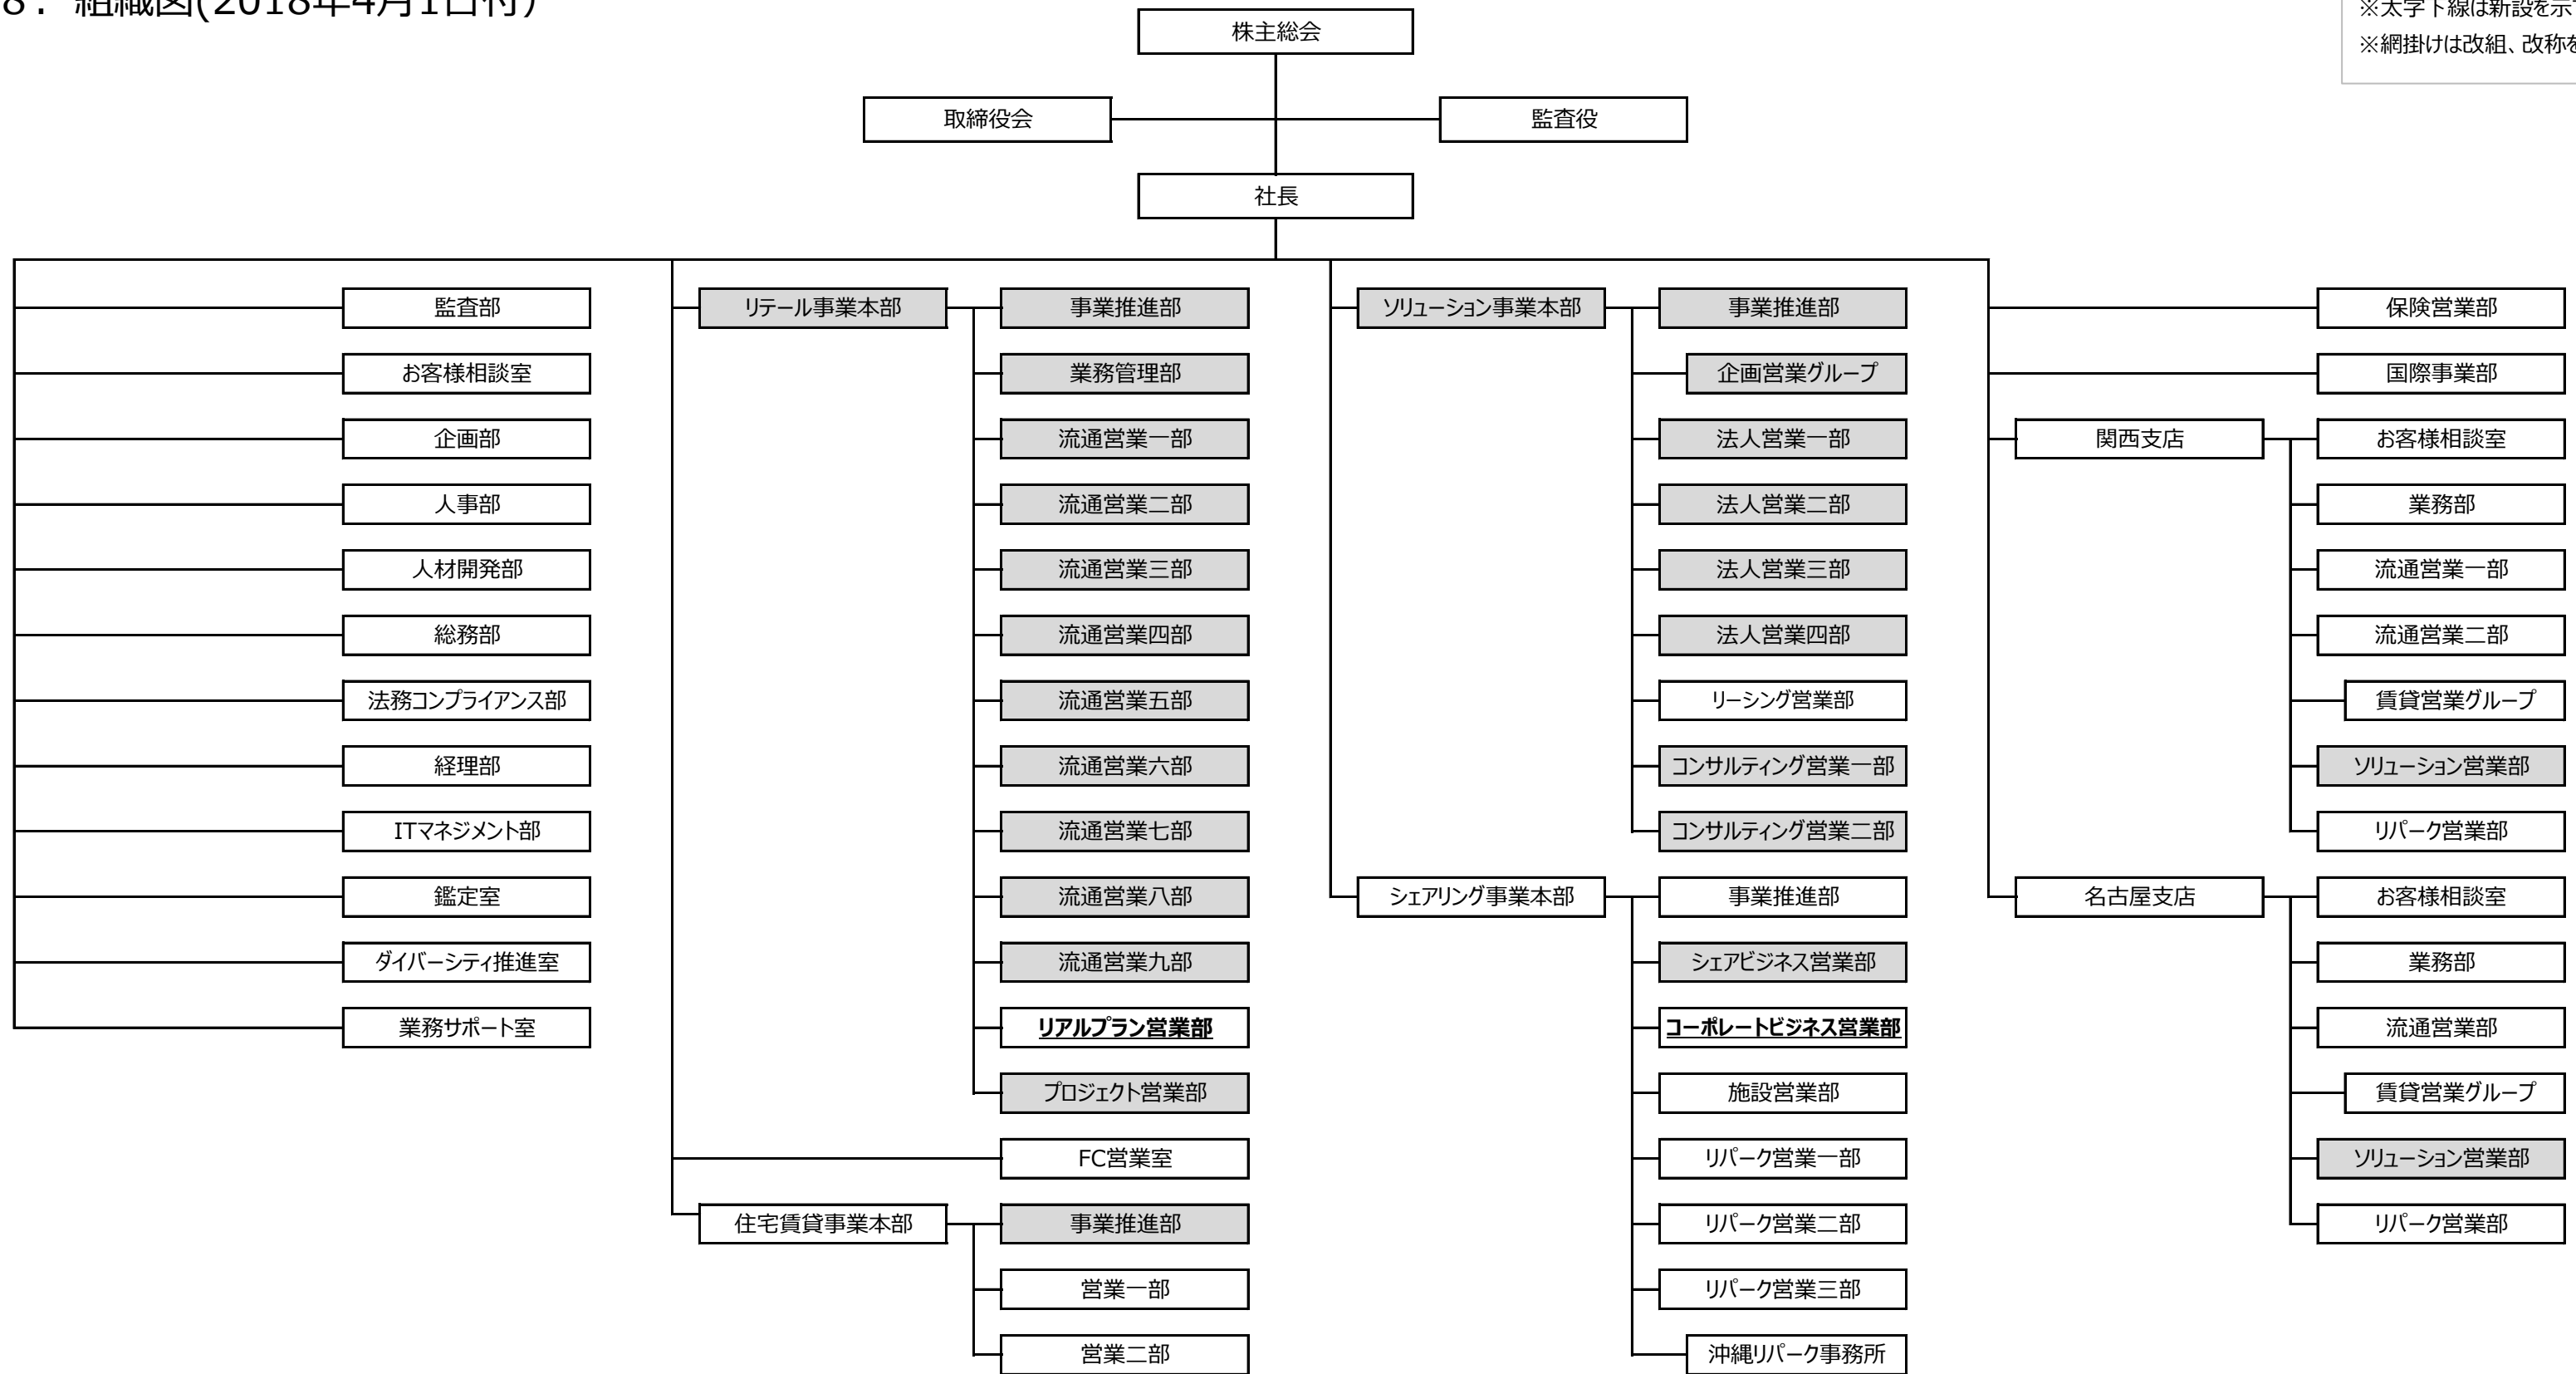 8．組織図(2018年4月1日付）
※太字下線は新設を示
※網掛けは改組、改称を
株主総会
取締役会
監査役
社長
監査部
お客様相談室
企画部
人事部
人材開発部
総務部
法務コンプライアンス部
経理部
ITマネジメント部
鑑定室
ダイバーシティ推進室
業務サポート室
リテール事業本部
事業推進部
業務管理部
流通営業一部
流通営業二部
流通営業三部
流通営業四部
流通営業五部
流通営業六部
流通営業七部
流通営業八部
流通営業九部
リアルプラン営業部
プロジェクト営業部
FC営業室
住宅賃貸事業本部
事業推進部
営業一部
営業二部
ソリューション事業本部
事業推進部
企画営業グループ
法人営業一部
法人営業二部
法人営業三部
法人営業四部
リーシング営業部
コンサルティング営業一部
コンサルティング営業二部
シェアリング事業本部
事業推進部
シェアビジネス営業部
コーポレートビジネス営業部
施設営業部
リパーク営業一部
リパーク営業二部
リパーク営業三部
沖縄リパーク事務所
保険営業部
国際事業部
関西支店
お客様相談室
業務部
流通営業一部
流通営業二部
賃貸営業グループ
ソリューション営業部
リパーク営業部
名古屋支店
お客様相談室
業務部
流通営業部
賃貸営業グループ
ソリューション営業部
リパーク営業部